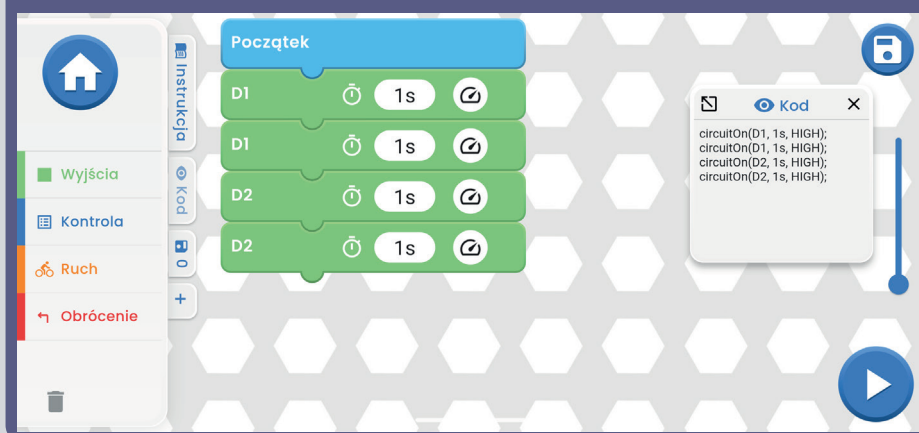 Wyjścia
Kontrola
Ruch
Obrócenie
Instrukcja
Kod
0
+
Początek
D1 1s
D1 1s
D2 1s
D2 1s
Kod
circuitOn(D1, 1s, HIGH);
circuitOn(D1, 1s, HIGH);
circuitOn(D2, 1s, HIGH);
circuitOn(D2, 1s, HIGH);